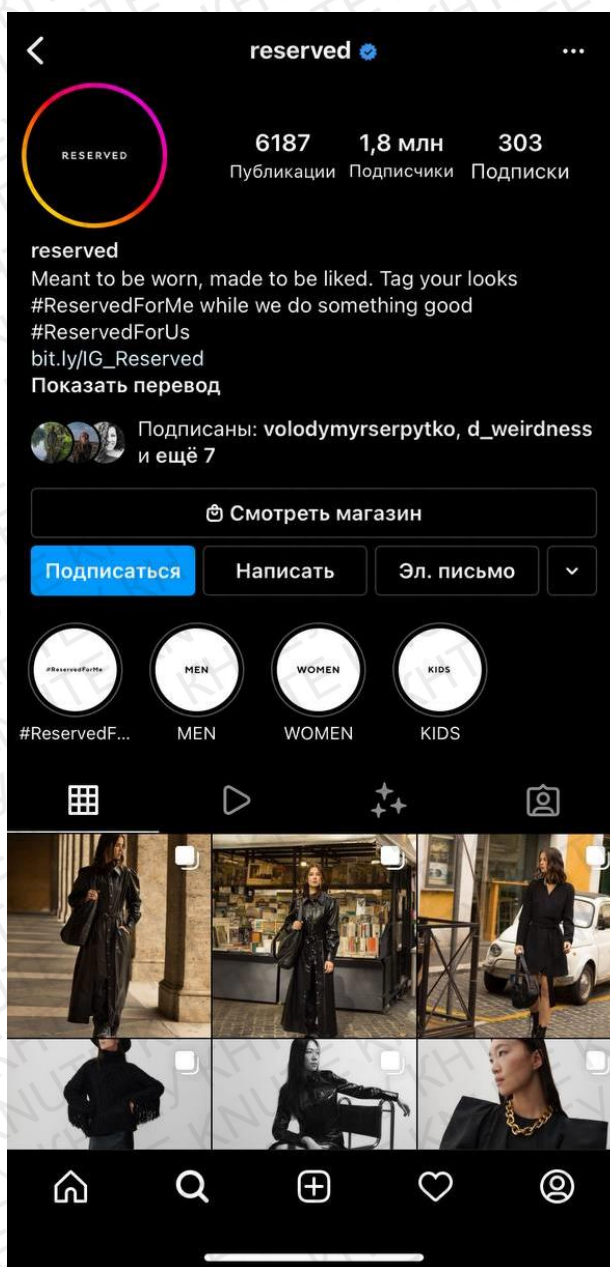 reserved
RESERVED
6187 1,8 млн 303
Публикации Подписчики Подписки
reserved
Meant to be worn, made to be liked. Tag your looks
#ReservedForMe while we do something good
#ReservedForUs
bit.ly/IG_Reserved
Показать перевод
Подписаны: volodymyrserpytko, d_weirdness
и ещё 7
Смотреть магазин
Подписаться Написать Эл. письмо
#ReservedForMe MEN WOMEN KIDS
#ReservedF... MEN WOMEN KIDS